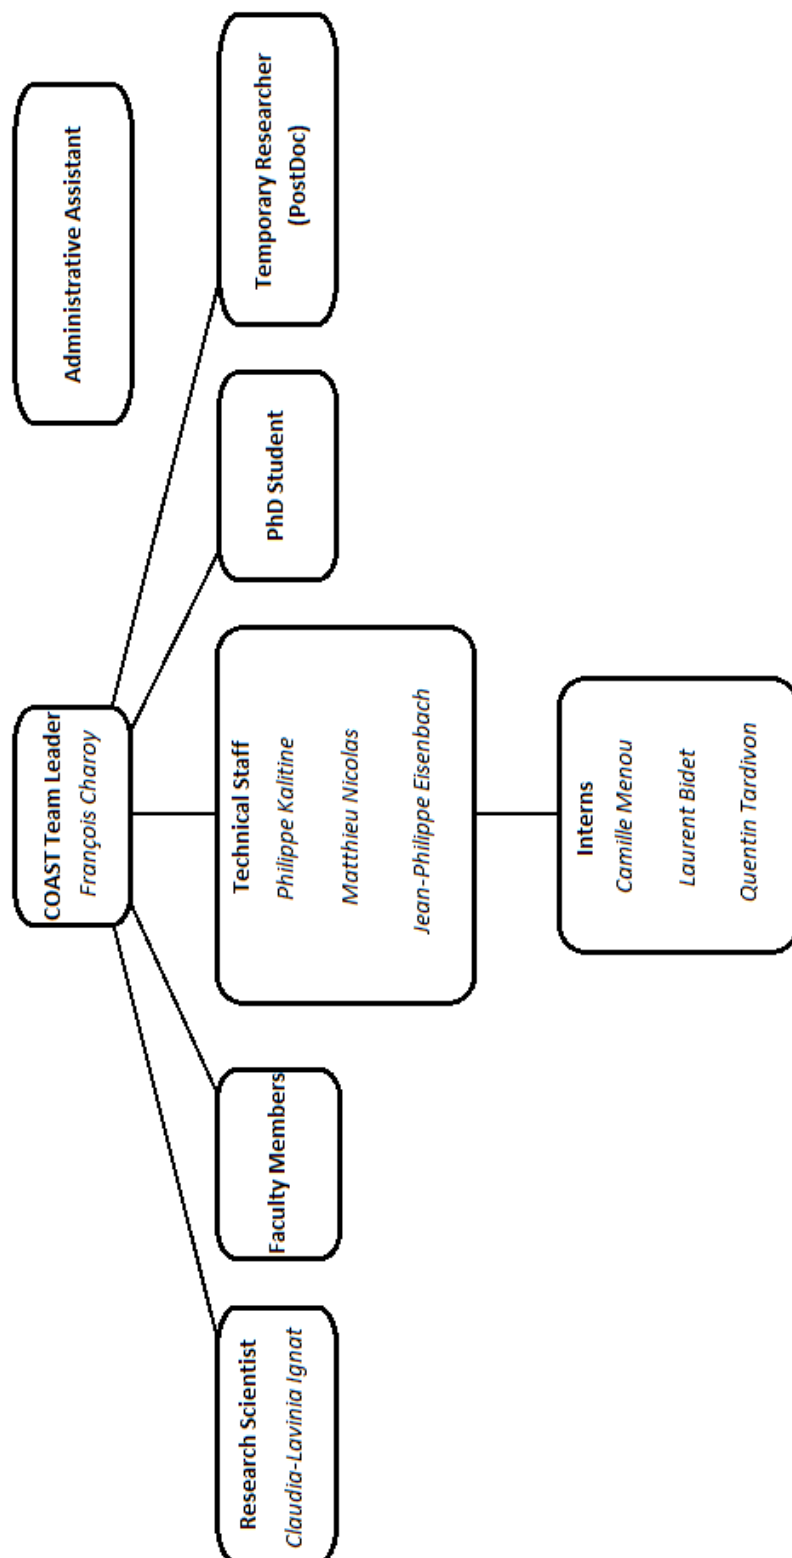 COAST Team Leader
François Charoy
Administrative Assistant
Research Scientist
Claudia-Lavinia Ignat
Faculty Members
Technical Staff
Philippe Kalitine
Matthieu Nicolas
Jean-Philippe Eisenbach
PhD Student
Temporary Researcher
(PostDoc)
Interns
Camille Menou
Laurent Bidet
Quentin Tardivon